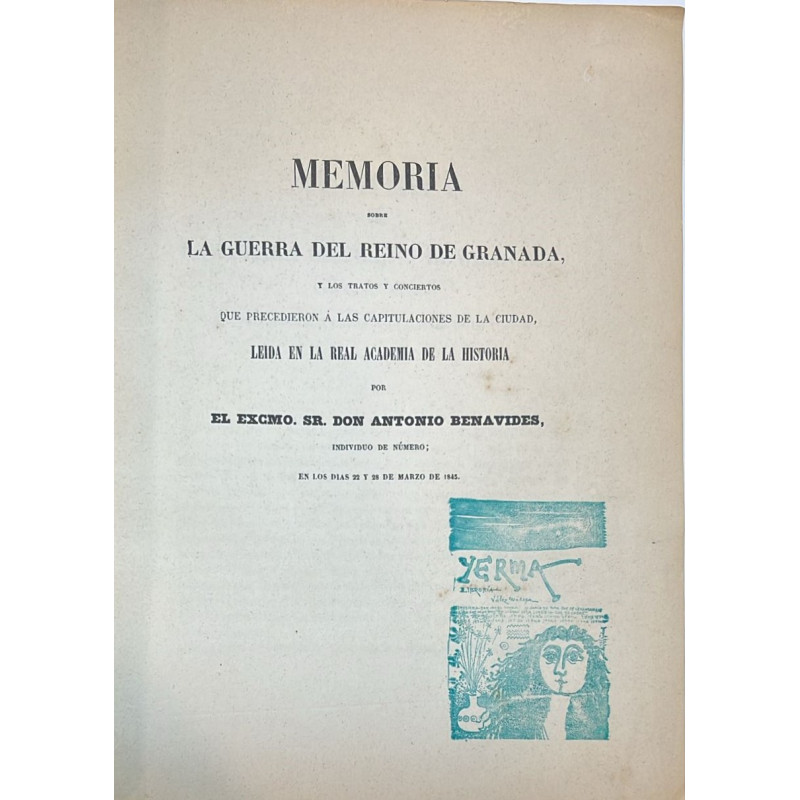 MEMORIA
SOBRE
LA GUERRA DEL REINO DE GRANADA,
Y LOS TRATOS Y CONCIERTOS
QUE PRECEDIERON Á LAS CAPITULACIONES DE LA CIUDAD,
LEIDA EN LA REAL ACADEMIA DE LA HISTORIA
POR
EL EXCMO. SR. DON ANTONIO BENAVIDES,
INDIVIDUO DE NÚMERO;
EN LOS DIAS 22 Y 28 DE MARZO DE 1845.
YERMA
LIBRERÍA